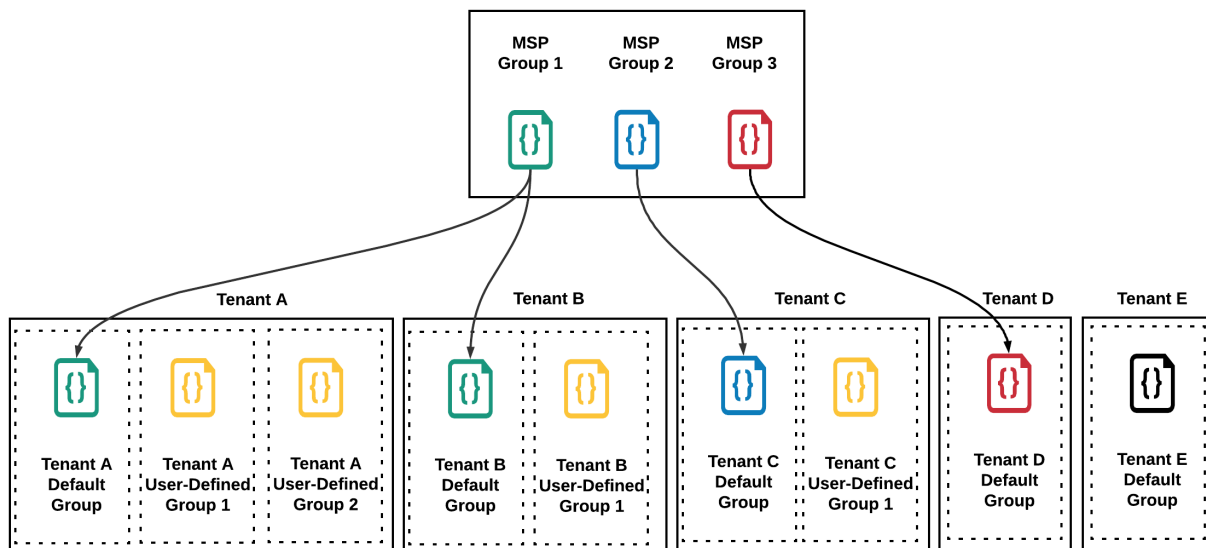 MSP
Group 1
MSP
Group 2
MSP
Group 3
{}
{}
{}
Tenant A
Tenant B
Tenant C
Tenant D
Tenant E
{}
{}
{}
{}
{}
{}
{}
{}
{}
Tenant A
Default
Group
Tenant A
User-Defined
Group 1
Tenant A
User-Defined
Group 2
Tenant B
Default
Group
Tenant B
User-Defined
Group 1
Tenant C
Default
Group
Tenant C
User-Defined
Group 1
Tenant D
Default
Group
Tenant E
Default
Group